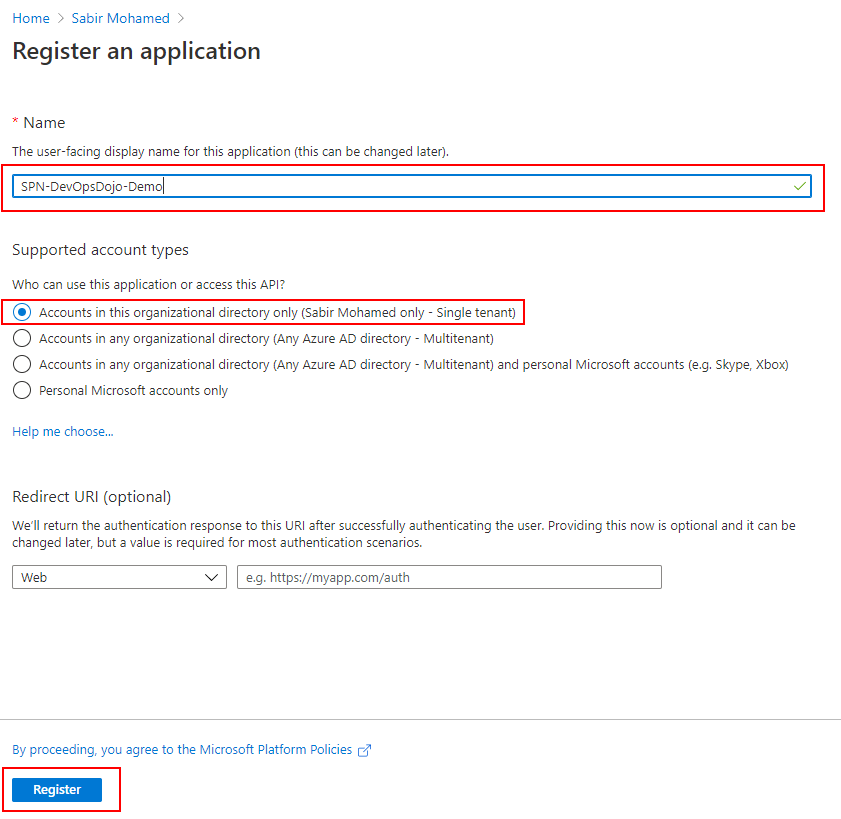 Home > Sabir Mohamed >
Register an application
* Name
The user-facing display name for this application (this can be changed later).
SPN-DevOpsDojo-Demo
Supported account types
Who can use this application or access this API?
Accounts in this organizational directory only (Sabir Mohamed only - Single tenant)
Accounts in any organizational directory (Any Azure AD directory - Multitenant)
Accounts in any organizational directory (Any Azure AD directory - Multitenant) and personal Microsoft accounts (e.g. Skype, Xbox)
Personal Microsoft accounts only
Help me choose...
Redirect URI (optional)
We'll return the authentication response to this URI after successfully authenticating the user. Providing this now is optional and it can be
changed later, but a value is required for most authentication scenarios.
Web e.g. https://myapp.com/auth
By proceeding, you agree to the Microsoft Platform Policies
Register